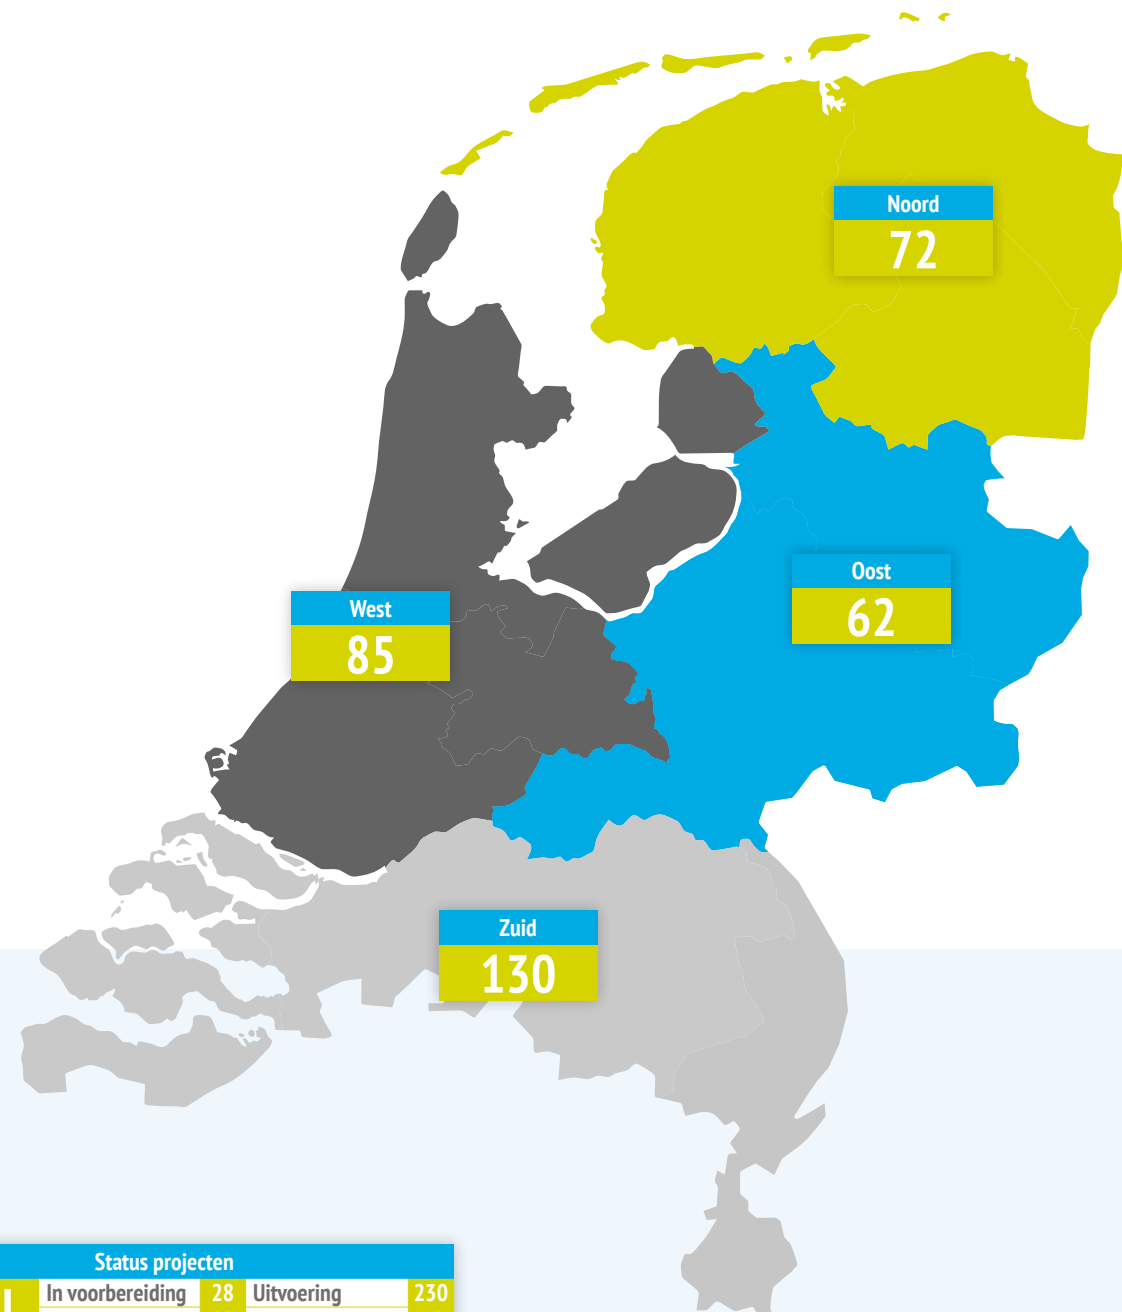 Noord
72
Oost
62
West
85
Zuid
130
Status projecten
In voorbereiding 28 Uitvoering 230